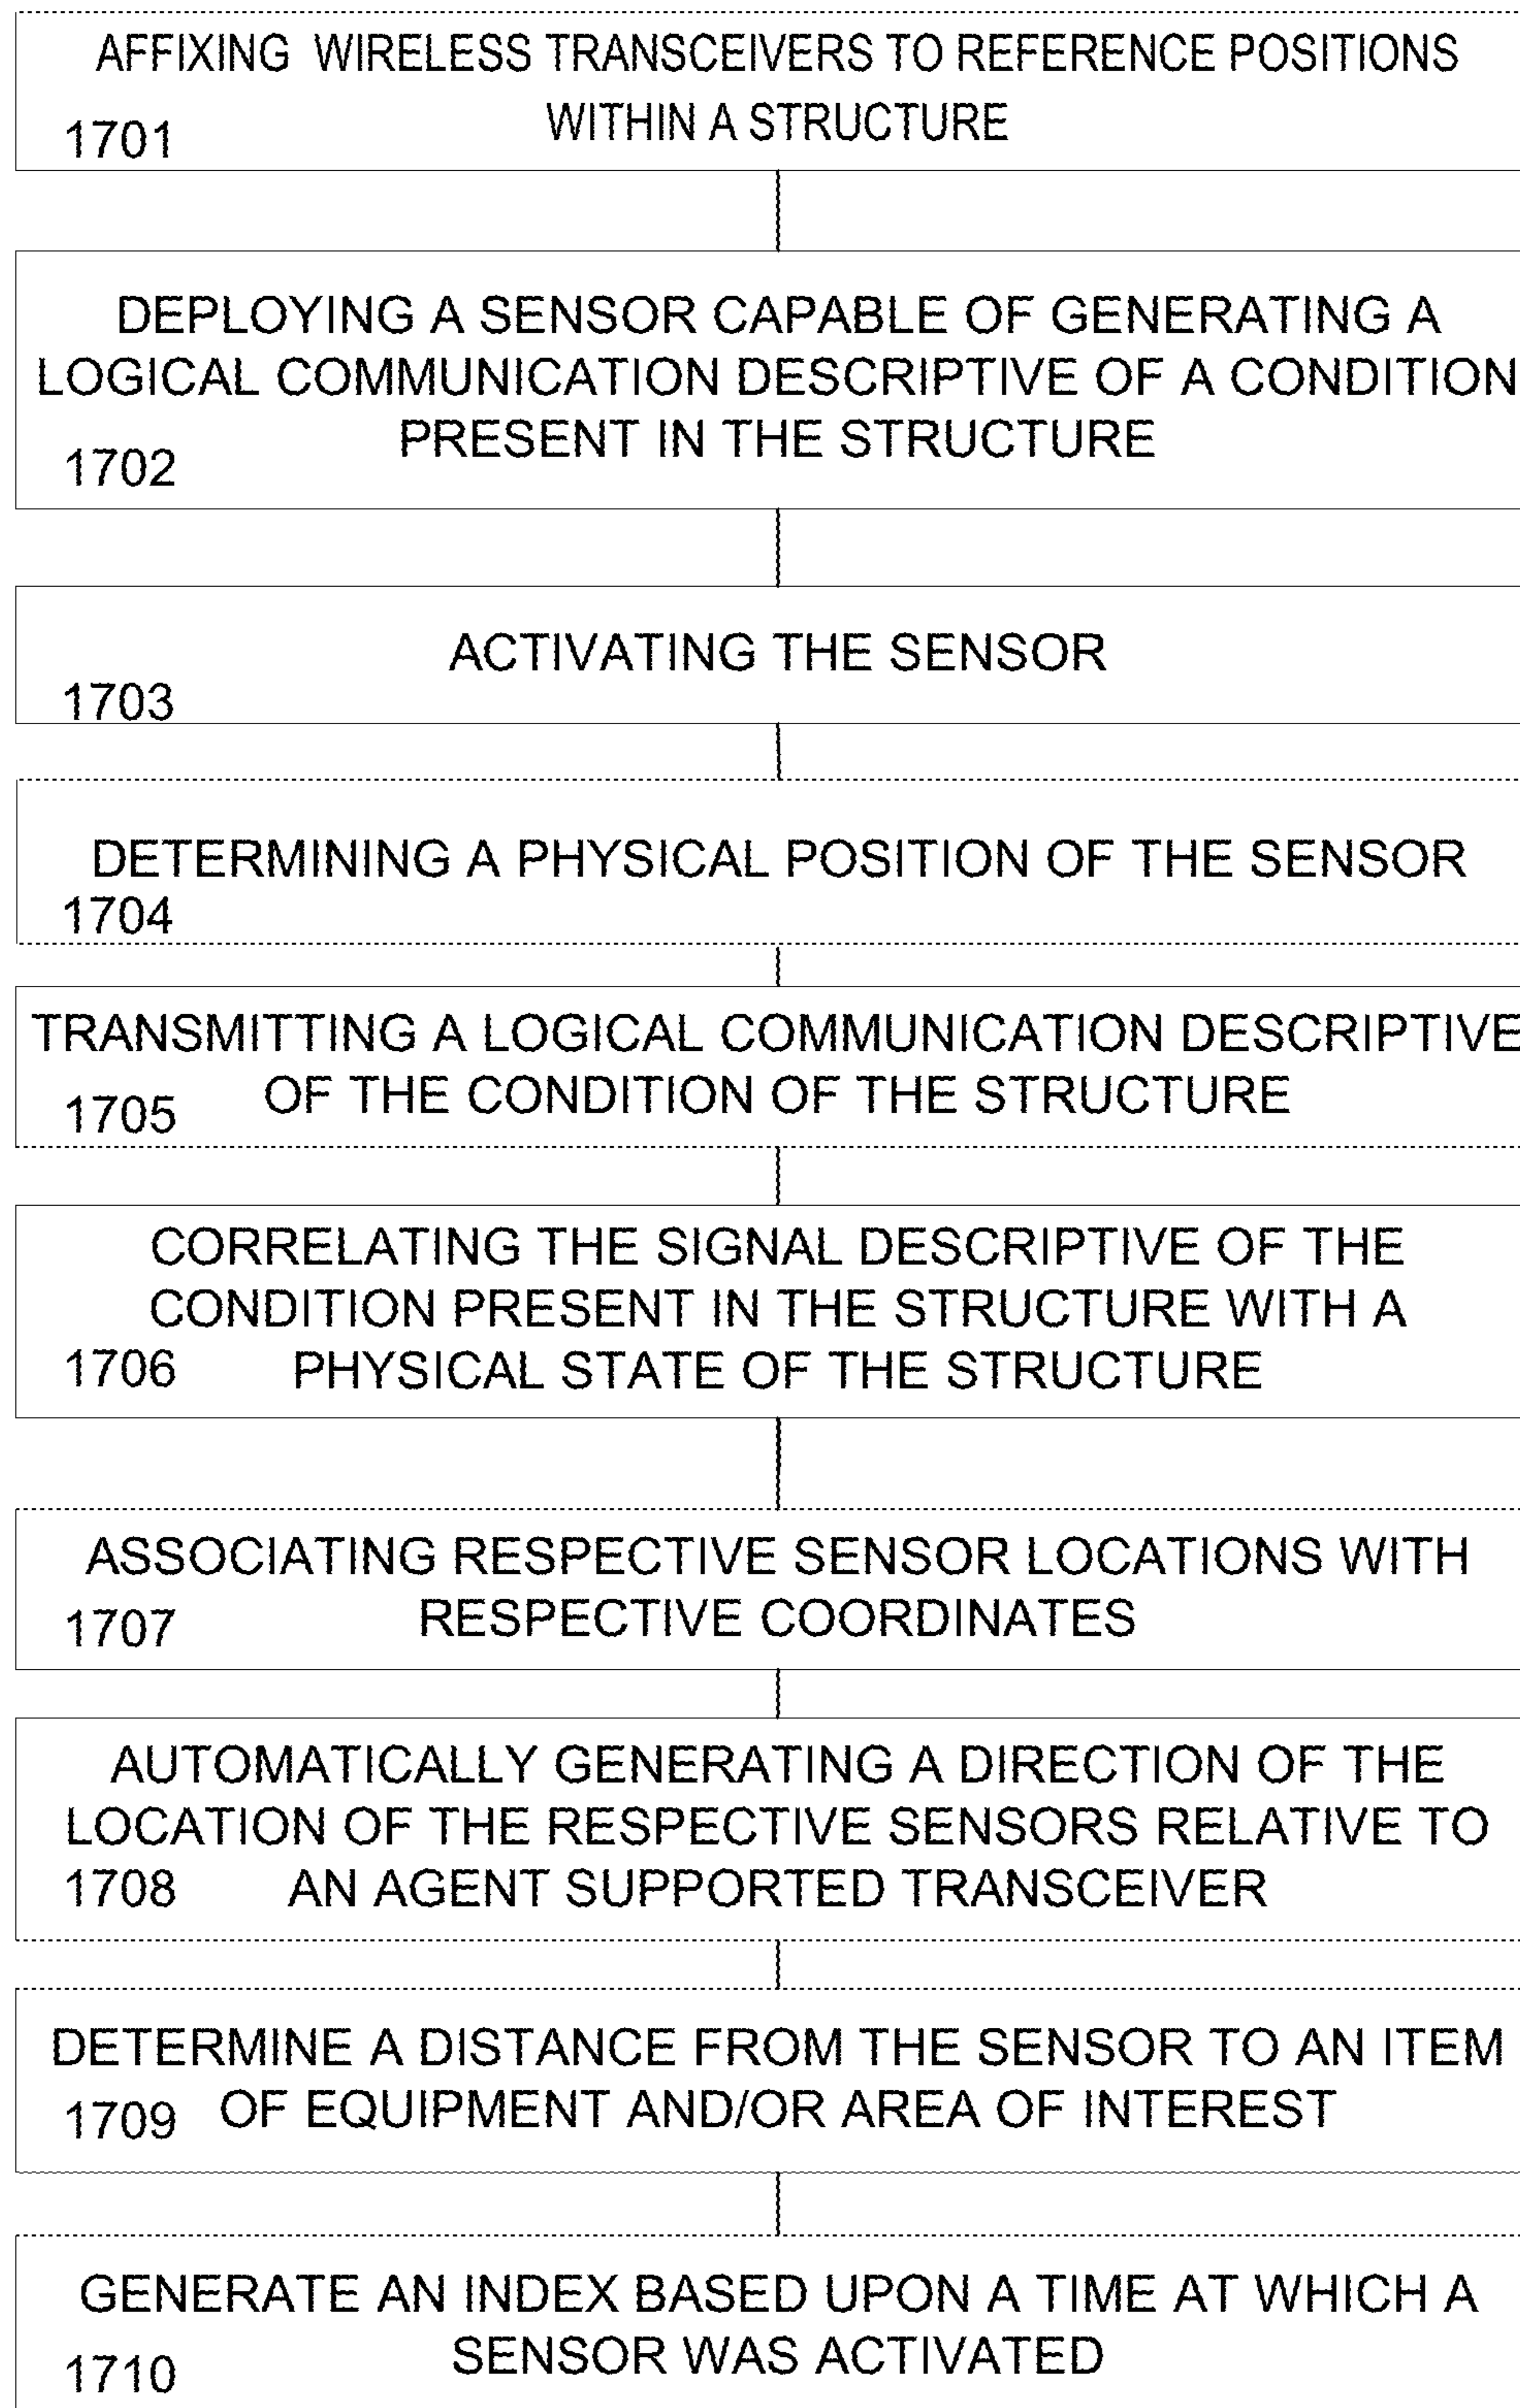 AFFIXING WIRELESS TRANSCEIVERS TO REFERENCE POSITIONS
WITHIN A STRUCTURE
1701
DEPLOYING A SENSOR CAPABLE OF GENERATING A
LOGICAL COMMUNICATION DESCRIPTIVE OF A CONDITION
PRESENT IN THE STRUCTURE
1702
ACTIVATING THE SENSOR
1703
DETERMINING A PHYSICAL POSITION OF THE SENSOR
1704
TRANSMITTING A LOGICAL COMMUNICATION DESCRIPTIVE
OF THE CONDITION OF THE STRUCTURE
1705
CORRELATING THE SIGNAL DESCRIPTIVE OF THE
CONDITION PRESENT IN THE STRUCTURE WITH A
PHYSICAL STATE OF THE STRUCTURE
1706
ASSOCIATING RESPECTIVE SENSOR LOCATIONS WITH
RESPECTIVE COORDINATES
1707
AUTOMATICALLY GENERATING A DIRECTION OF THE
LOCATION OF THE RESPECTIVE SENSORS RELATIVE TO
AN AGENT SUPPORTED TRANSCEIVER
1708
DETERMINE A DISTANCE FROM THE SENSOR TO AN ITEM
OF EQUIPMENT AND/OR AREA OF INTEREST
1709
GENERATE AN INDEX BASED UPON A TIME AT WHICH A
SENSOR WAS ACTIVATED
1710